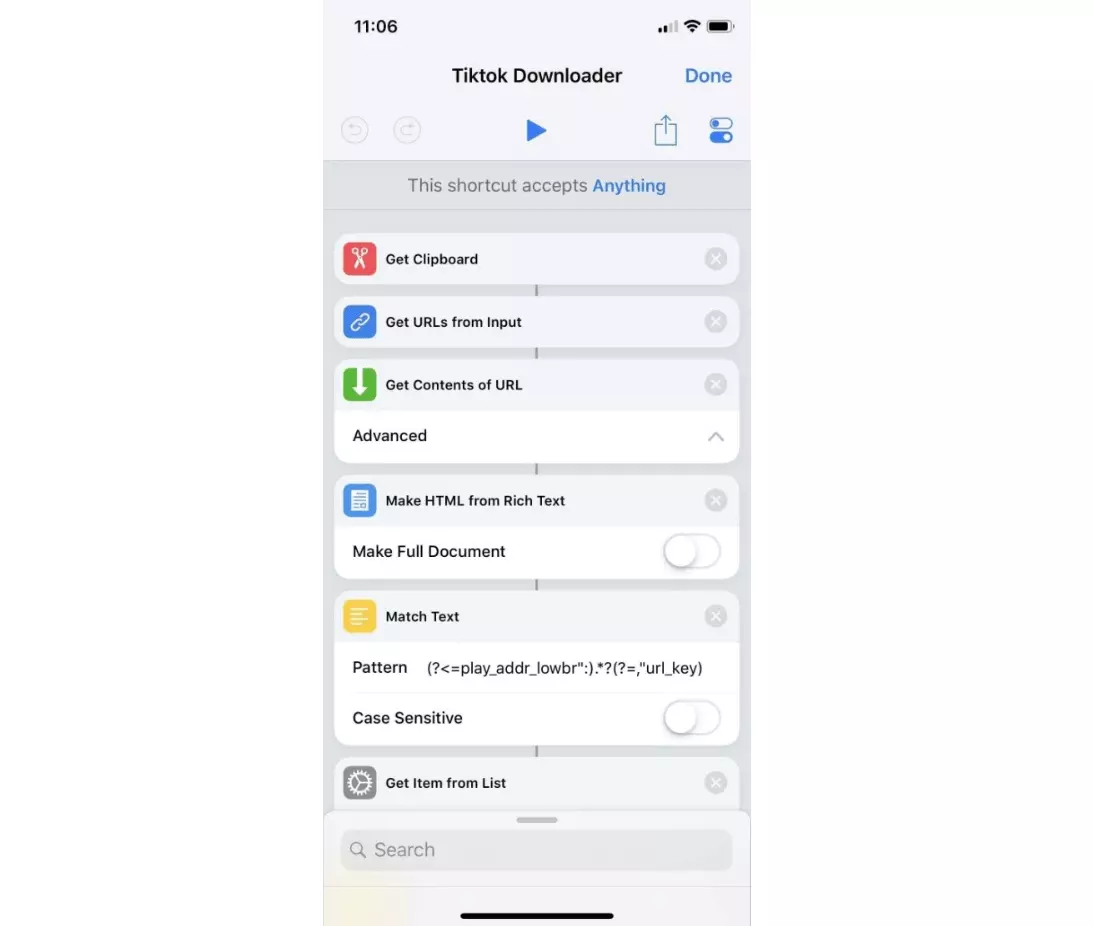 11:06
Tiktok Downloader Done
This shortcut accepts Anything
Get Clipboard
Get URLs from Input
Get Contents of URL
Advanced
Make HTML from Rich Text
Make Full Document
Match Text
Pattern (?<=play_addr_lowbr":).*?(?=,"url_key)
Case Sensitive
Get Item from List
Search